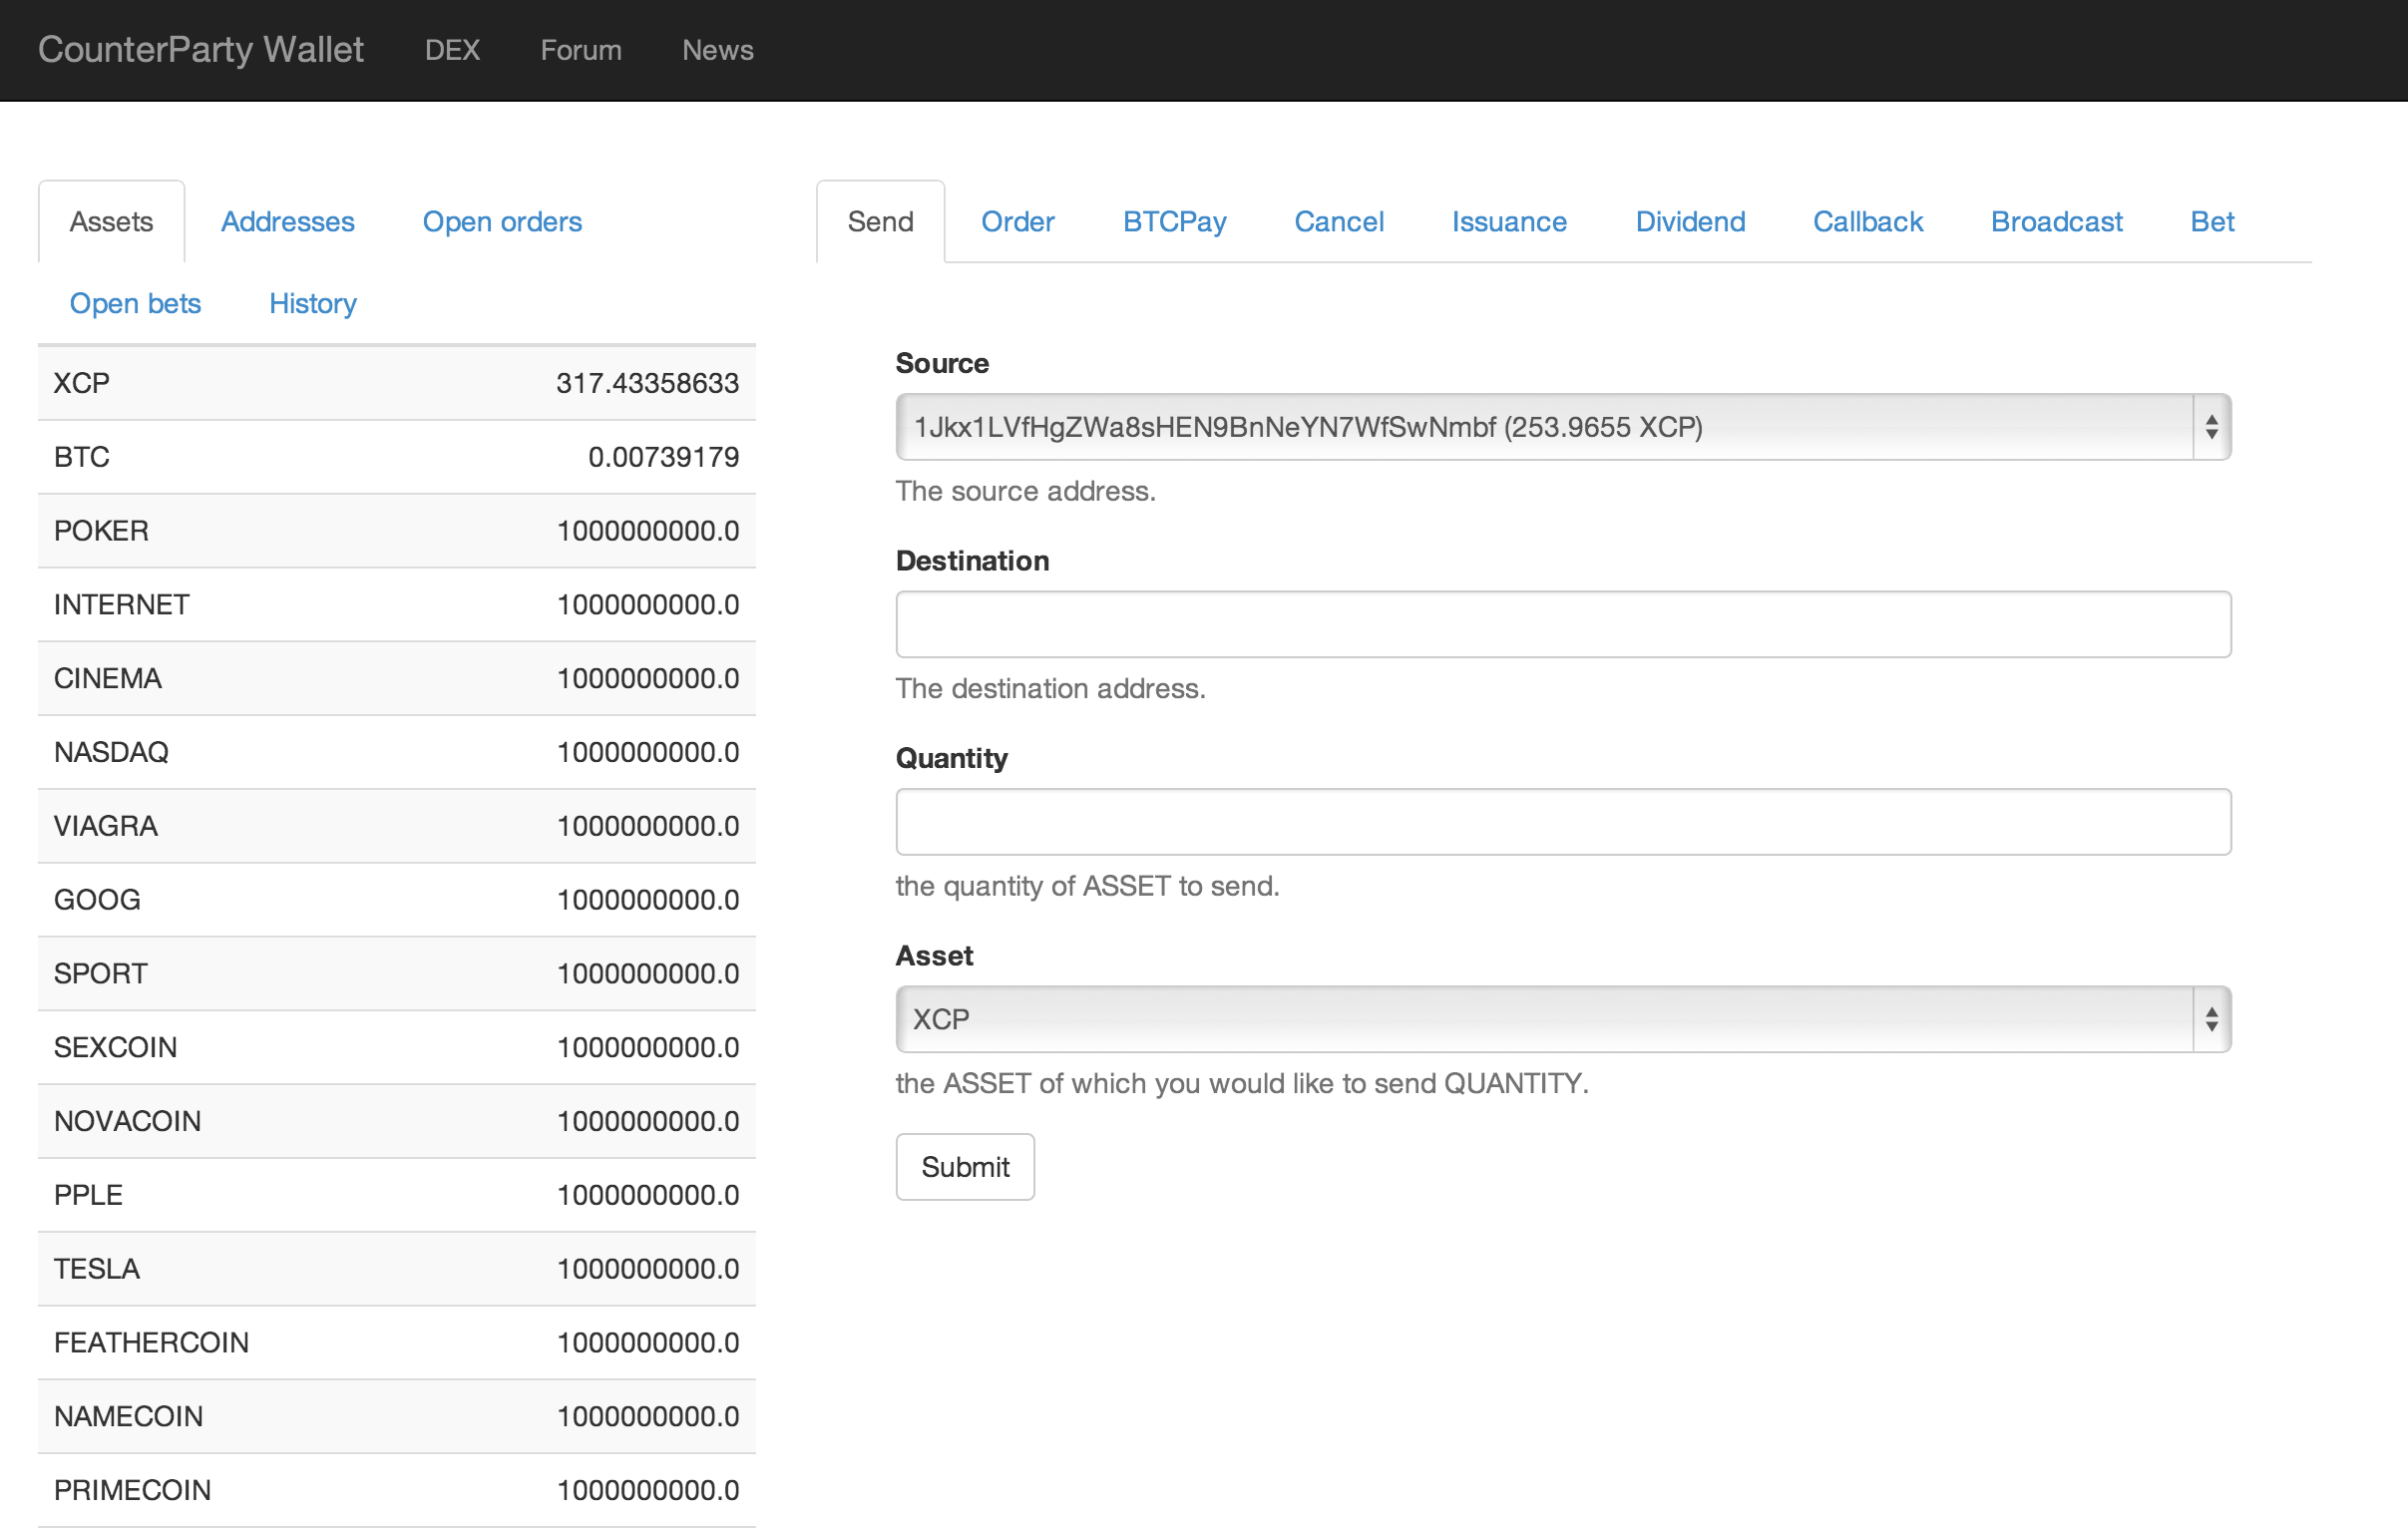 CounterParty Wallet DEX Forum News
Assets Addresses Open orders
Open bets History
XCP 317.43358633
BTC 0.00739179
POKER 1000000000.0
INTERNET 1000000000.0
CINEMA 1000000000.0
NASDAQ 1000000000.0
VIAGRA 1000000000.0
GOOG 1000000000.0
SPORT 1000000000.0
SEXCOIN 1000000000.0
NOVACOIN 1000000000.0
PPLE 1000000000.0
TESLA 1000000000.0
FEATHERCOIN 1000000000.0
NAMECOIN 1000000000.0
PRIMECOIN 1000000000.0
Send Order BTCPay Cancel Issuance Dividend Callback Broadcast Bet
Source
1Jkx1LVfHgZWa8sHEN9BnNeYN7WfSwNmbf (253.9655 XCP)
The source address.
Destination
The destination address.
Quantity
the quantity of ASSET to send.
Asset
XCP
the ASSET of which you would like to send QUANTITY.
Submit